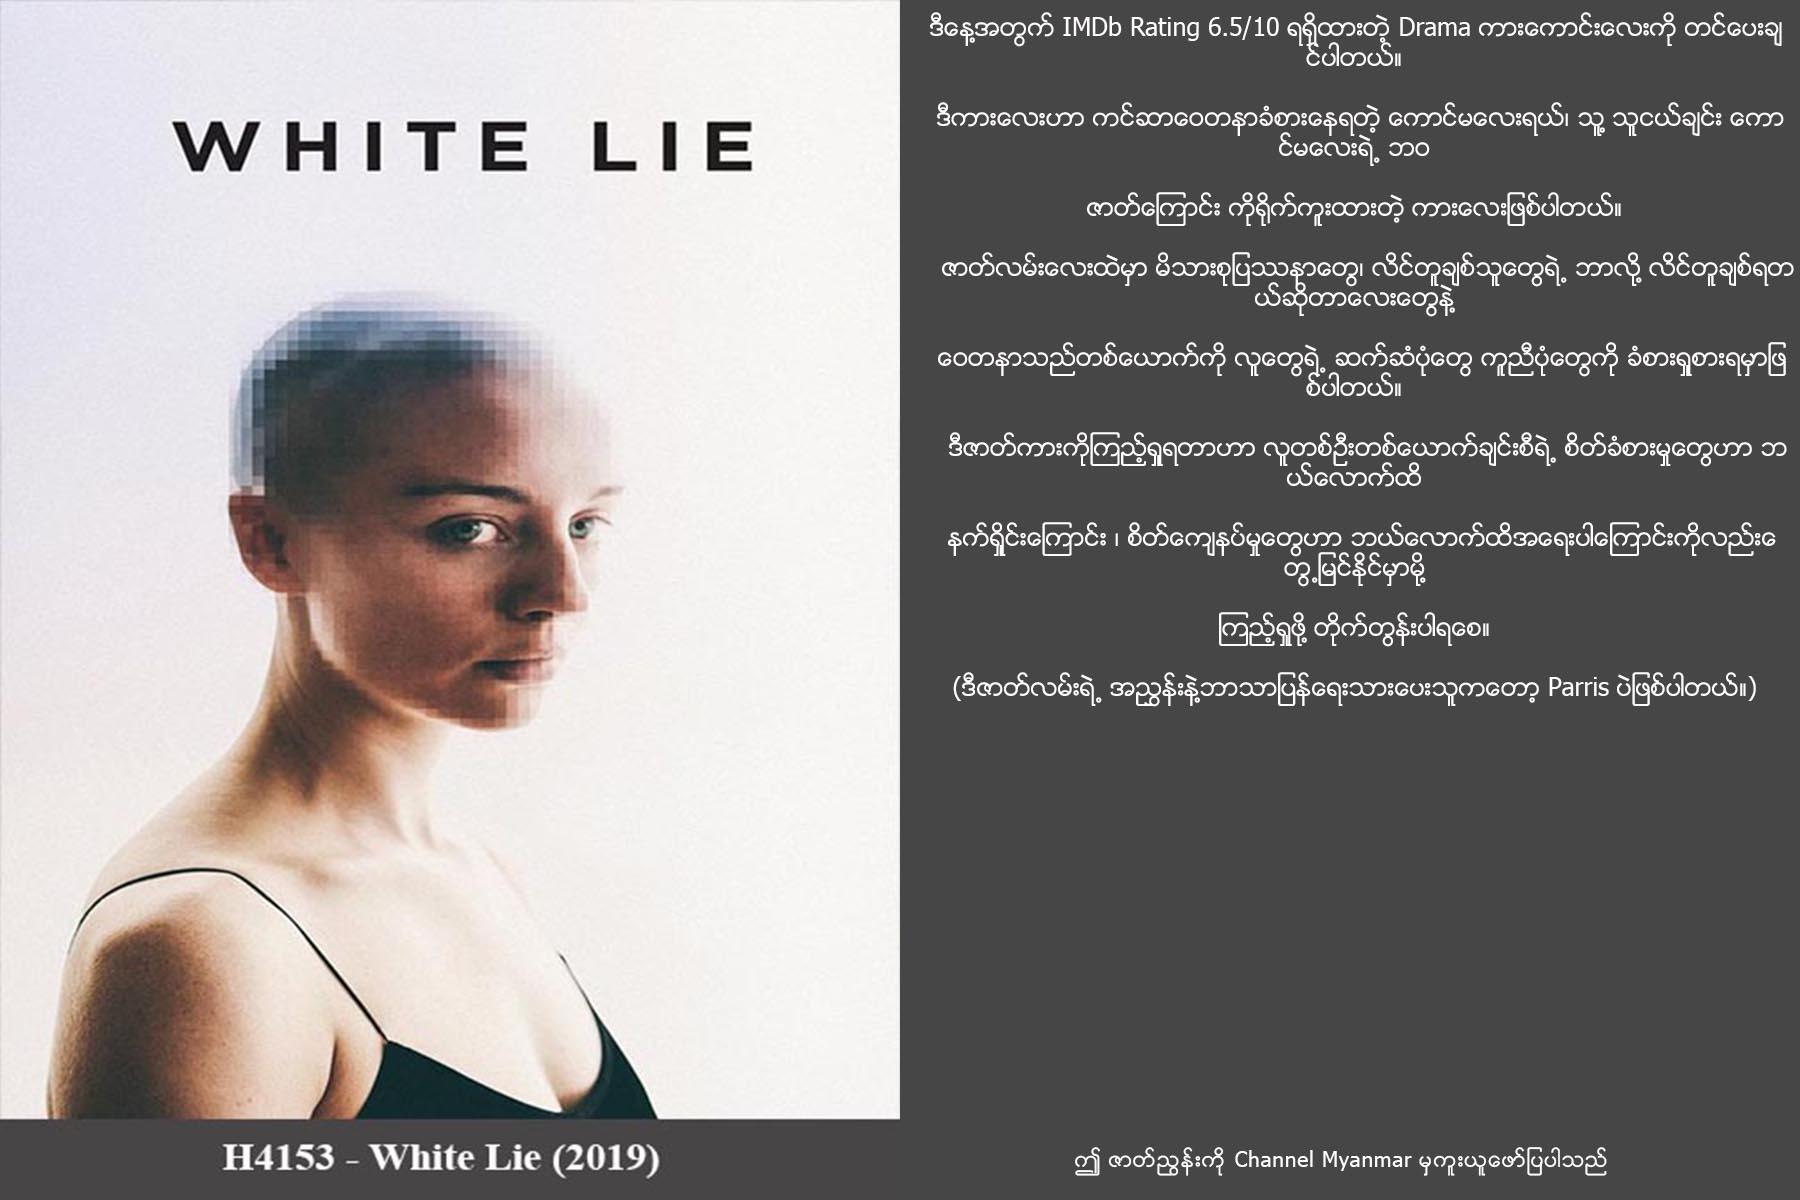 WHITE LIE
H4153 - White Lie (2019)
ဒီနေ့အတွက် IMDb Rating 6.5/10 ရရှိထားတဲ့ Drama ကားကောင်းလေးကို တင်ပေးချ
င်ပါတယ်။
ဒီကားလေးဟာ ကင်ဆာဝေတနာခံစားနေရတဲ့ ကောင်မလေးရယ်၊ သူ့ သူငယ်ချင်း ကော
င်မလေးရဲ့ ဘဝ
ဇာတ်ကြောင်း ကိုရိုက်ကူးထားတဲ့ ကားလေးဖြစ်ပါတယ်။
ဇာတ်လမ်းလေးထဲမှာ မိသားစုပြဿနာတွေ၊ လိင်တူချစ်သူတွေရဲ့ ဘာလို့ လိင်တူချစ်ရတ
ယ်ဆိုတာလေးတွေနဲ့
ဝေတနာသည်တစ်ယောက်ကို လူတွေရဲ့ ဆက်ဆံပုံတွေ ကူညီပုံတွေကို ခံစားရှုစားရမှာဖြ
စ်ပါတယ်။
ဒီဇာတ်ကားကိုကြည့်ရှုရတာဟာ လူတစ်ဦးတစ်ယောက်ချင်းစီရဲ့ စိတ်ခံစားမှုတွေဟာ ဘ
ယ်လောက်ထိ
နက်ရှိုင်းကြောင်း ၊ စိတ်ကျေနပ်မှုတွေဟာ ဘယ်လောက်ထိအရေးပါကြောင်းကိုလည်းေ
တွ့မြင်နိုင်မှာမို့
ကြည့်ရှုဖို့ တိုက်တွန်းပါရစေ။
(ဒီဇာတ်လမ်းရဲ့ အညွှန်းနဲ့ဘာသာပြန်ရေးသားပေးသူကတော့ Parris ပဲဖြစ်ပါတယ်။)
ဤ ဇာတ်ညွှန်းကို Channel Myanmar မှကူးယူဖော်ပြပါသည်